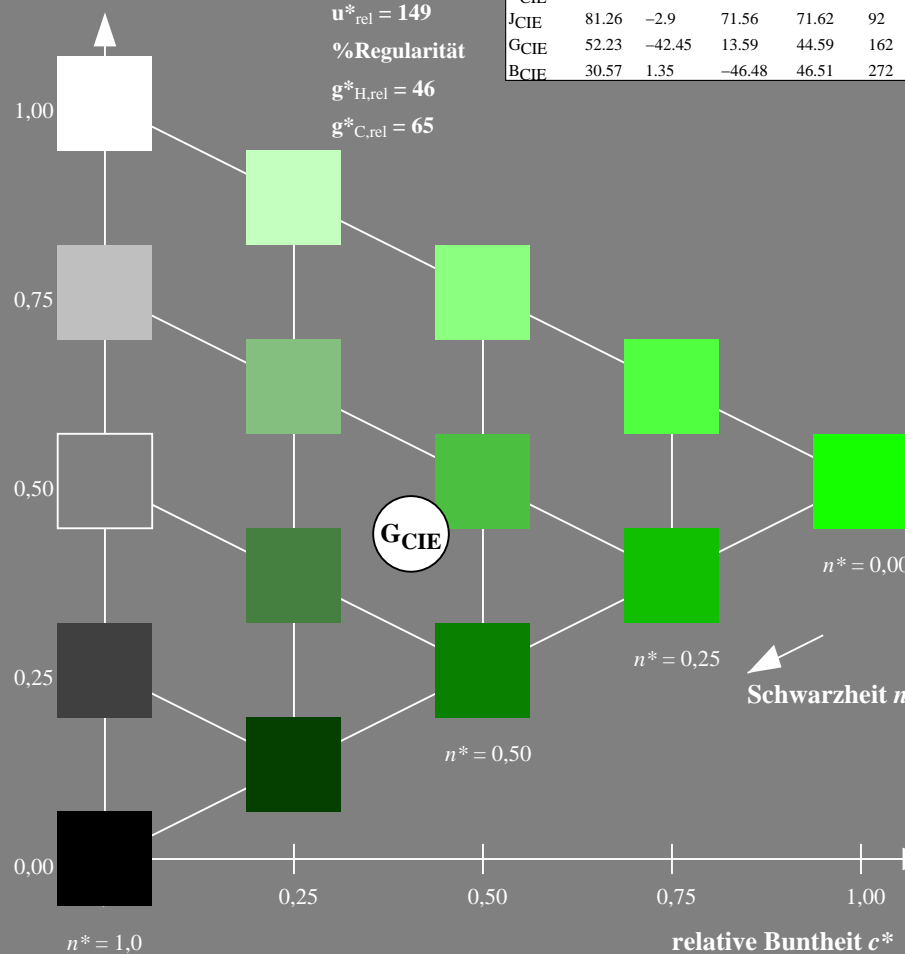 u*rel = 149
%Regularität
g*H,rel = 46
g*C,rel = 65
JCIE 81.26 −2.9 71.56 71.62 92
GCIE 52.23 −42.45 13.59 44.59 162
BCIE 30.57 1.35 −46.48 46.51 272
1,00
0,75
0,50
GCIE
n* = 0,00
n* = 0,25
0,25
Schwarzheit n
n* = 0,50
0,00
0,25 0,50 0,75 1,00
n* = 1,0
relative Buntheit c*